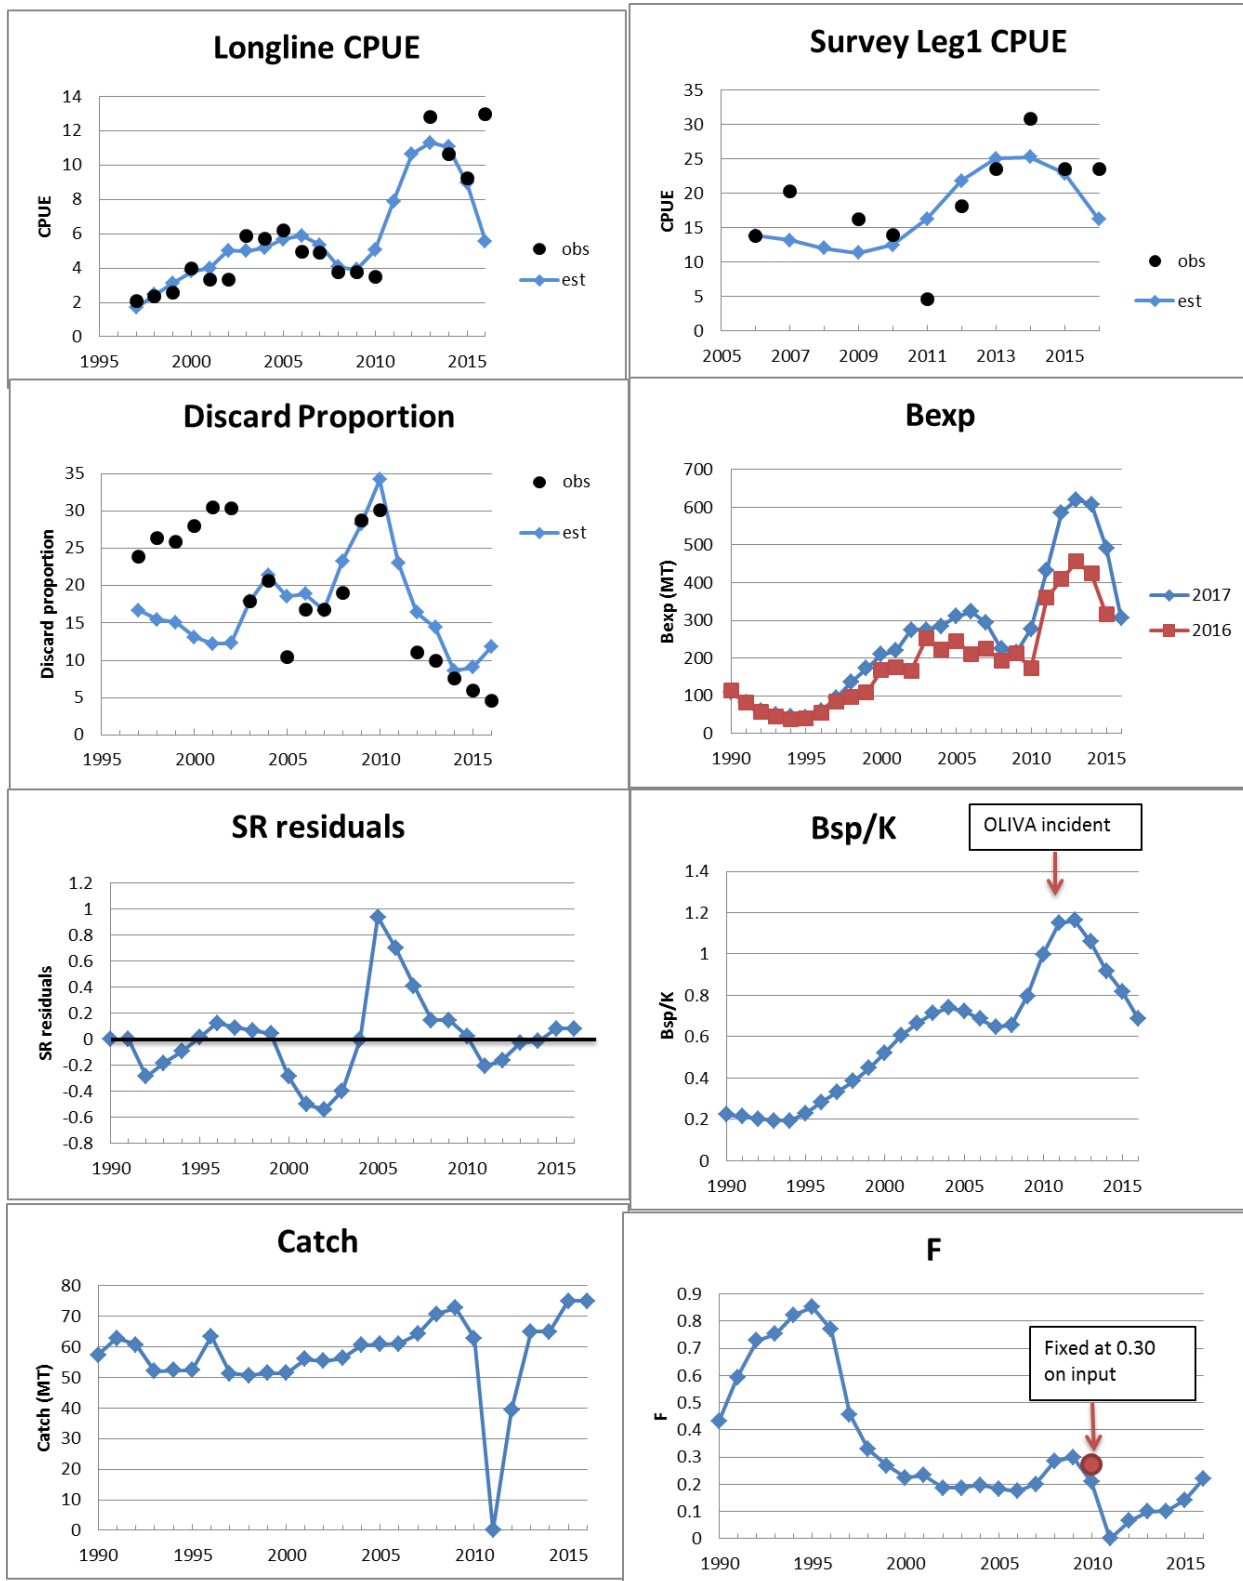 Longline CPUE
14
12
10
8
6
4
2
0
CPUE
1995 2000 2005 2010 2015
obs
est
Survey Leg1 CPUE
35
30
25
20
15
10
5
0
CPUE
2005 2007 2009 2011 2013 2015
obs
est
Discard Proportion
35
30
25
20
15
10
5
0
Discard proportion
1995 2000 2005 2010 2015
obs
est
Bexp
700
600
500
400
300
200
100
0
Bexp (MT)
1990 1995 2000 2005 2010 2015
2017
2016
SR residuals
1.2
1
0.8
0.6
0.4
0.2
0
-0.2
-0.4
-0.6
-0.8
SR residuals
1990 1995 2000 2005 2010 2015
Bsp/K
OLIVA incident
1.4
1.2
1
0.8
0.6
0.4
0.2
0
Bsp/K
1990 1995 2000 2005 2010 2015
Catch
80
70
60
50
40
30
20
10
0
Catch (MT)
1990 1995 2000 2005 2010 2015
F
0.9
0.8
0.7
0.6
0.5
0.4
0.3
0.2
0.1
0
F
Fixed at 0.30
on input
1990 1995 2000 2005 2010 2015